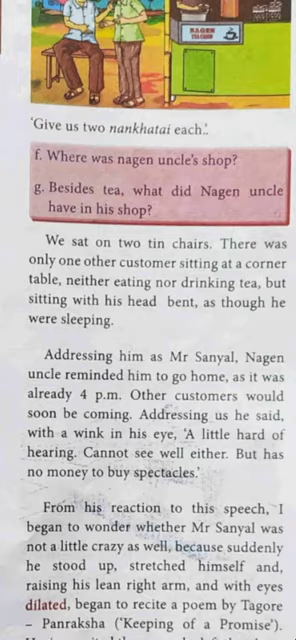 NAGEN
TEA SHOP
'Give us two nankhatai each.'
f. Where was nagen uncle's shop?
g. Besides tea, what did Nagen uncle
have in his shop?
We sat on two tin chairs. There was
only one other customer sitting at a corner
table, neither eating nor drinking tea, but
sitting with his head bent, as though he
were sleeping.
Addressing him as Mr Sanyal, Nagen
uncle reminded him to go home, as it was
already 4 p.m. Other customers would
soon be coming. Addressing us he said,
with a wink in his eye, 'A little hard of
hearing. Cannot see well either. But has
no money to buy spectacles.'
From his reaction to this speech, I
began to wonder whether Mr Sanyal was
not a little crazy as well, because suddenly
he stood up, stretched himself and,
raising his lean right arm, and with eyes
dilated, began to recite a poem by Tagore
– Panraksha ('Keeping of a Promise').